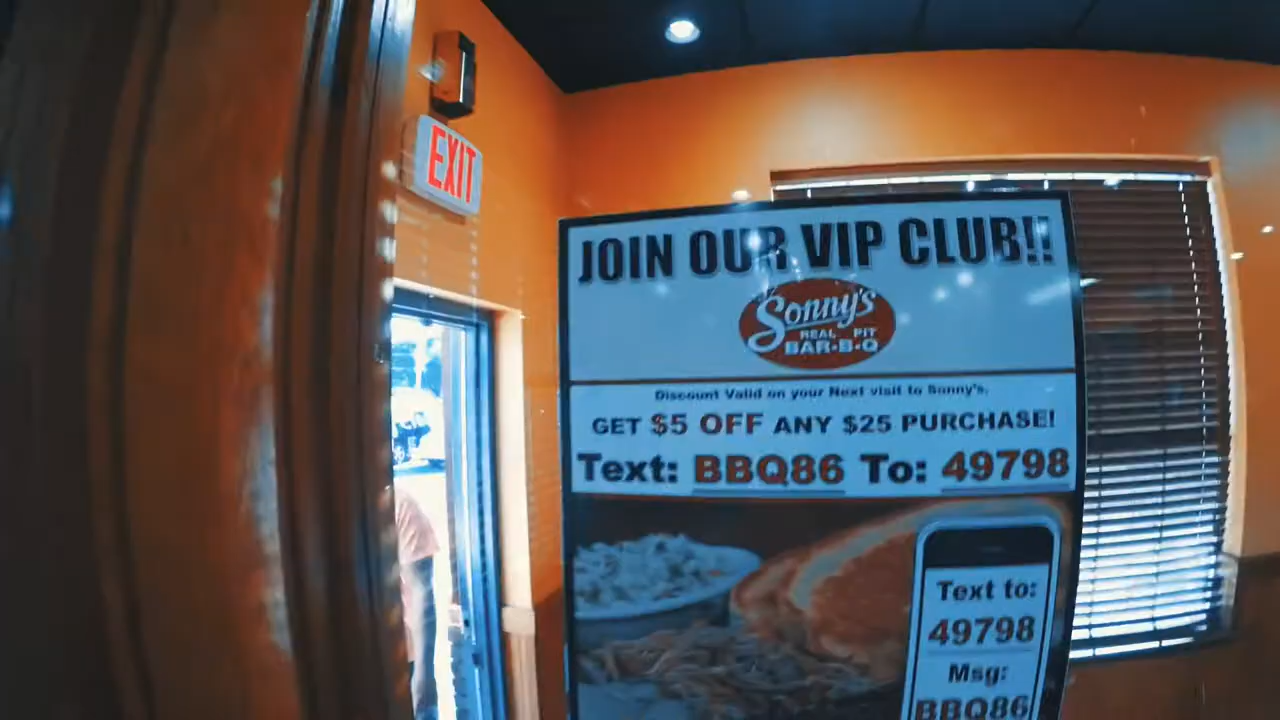 EXIT
JOIN OUR VIP CLUB!!
Sonny's
REAL PIT
BAR-B-Q
Discount Valid on your Next visit to Sonny's.
GET $5 OFF ANY $25 PURCHASE!
Text: BBQ86 To: 49798
Text to:
49798
Msg:
BBQ86